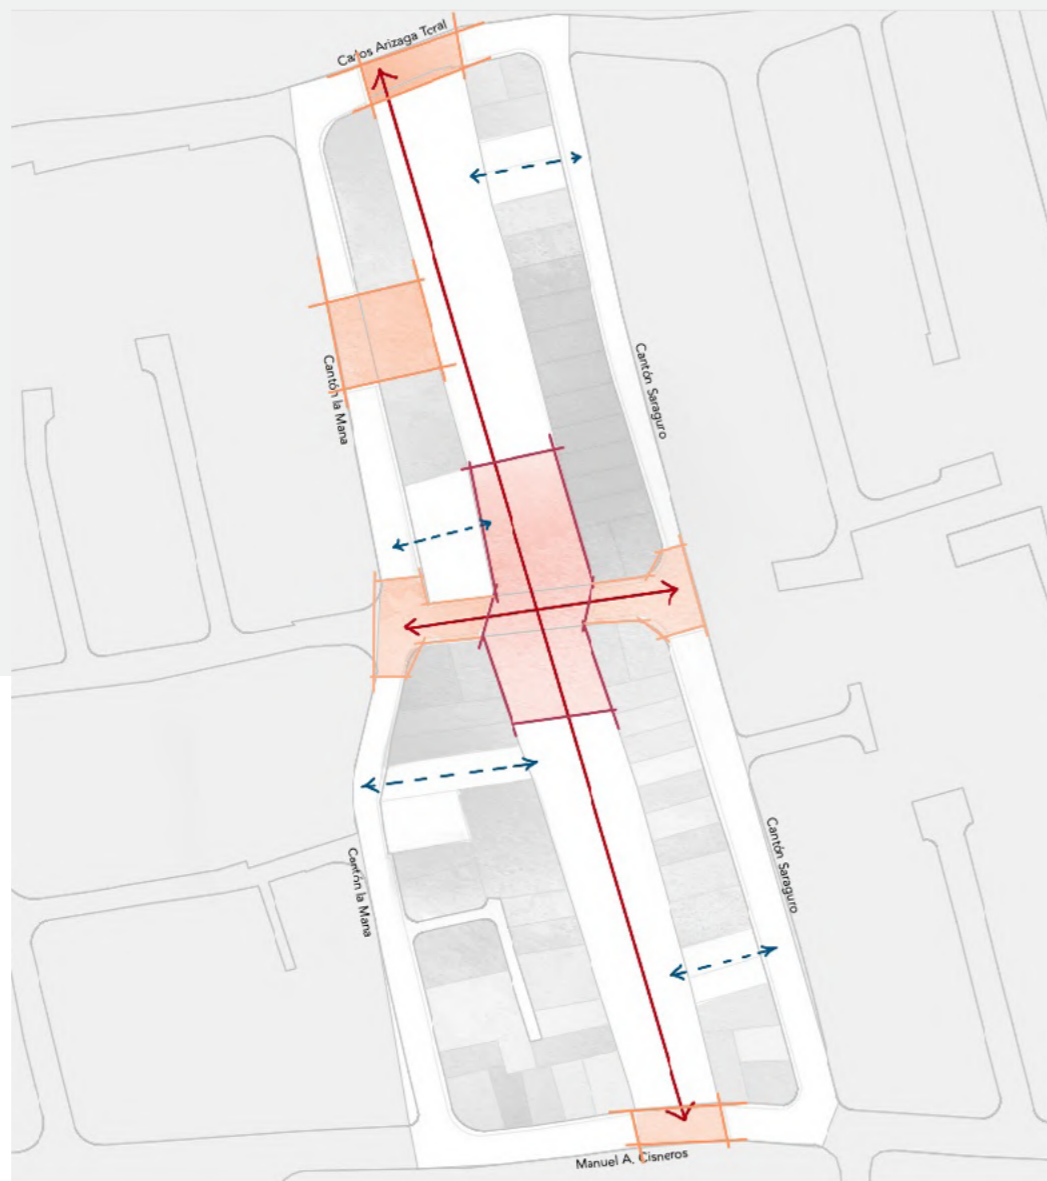 Carlos Arizaga Toral
Cantón la Mana
Cantón Saraguro
Cantón Saraguro
Cantón la Mana
Manuel A. Cisneros